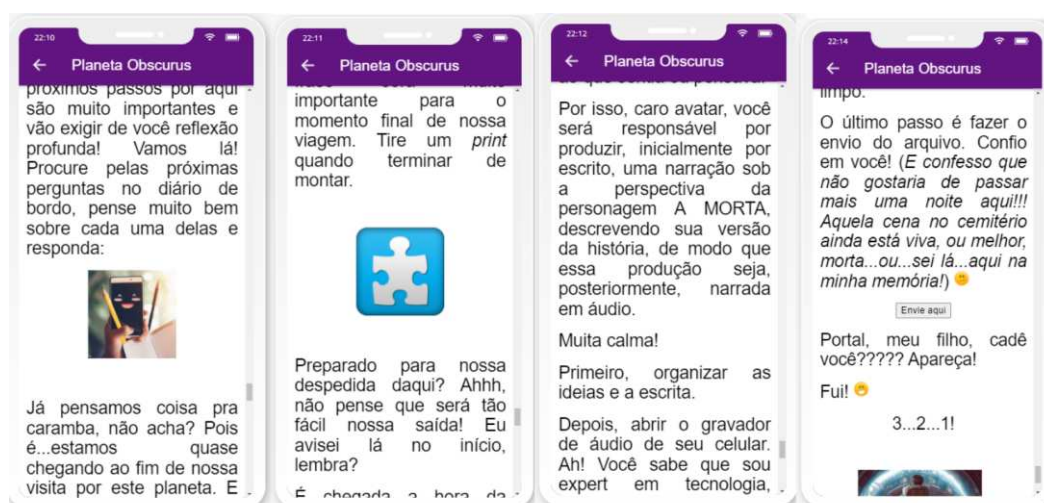 22:10
Planeta Obscurus
próximos passos por aqui
são muito importantes e
vão exigir de você reflexão
profunda! Vamos lá!
Procure pelas próximas
perguntas no diário de
bordo, pense muito bem
sobre cada uma delas e
responda:
Já pensamos coisa pra
caramba, não acha? Pois
é...estamos quase
chegando ao fim de nossa
visita por este planeta. E
22:11
Planeta Obscurus
frase será muito
importante para o
momento final de nossa
viagem. Tire um print
quando terminar de
montar.
Preparado para nossa
despedida daqui? Ahhh,
não pense que será tão
fácil nossa saída! Eu
avisei lá no início,
lembra?
É chegada a hora da
22:12
Planeta Obscurus
Por isso, caro avatar, você
será responsável por
produzir, inicialmente por
escrito, uma narração sob
a perspectiva da
personagem A MORTA,
descrevendo sua versão
da história, de modo que
essa produção seja,
posteriormente, narrada
em áudio.
Muita calma!
Primeiro, organizar as
ideias e a escrita.
Depois, abrir o gravador
de áudio de seu celular.
Ah! Você sabe que sou
expert em tecnologia,
22:14
Planeta Obscurus
limpo.
O último passo é fazer o
envio do arquivo. Confio
em você! (E confesso que
não gostaria de passar
mais uma noite aqui!!!
Aquela cena no cemitério
ainda está viva, ou melhor,
morta...ou...sei lá...aqui na
minha memória!)
Envie aqui
Portal, meu filho, cadê
você????? Apareça!
Fui!
3...2...1!